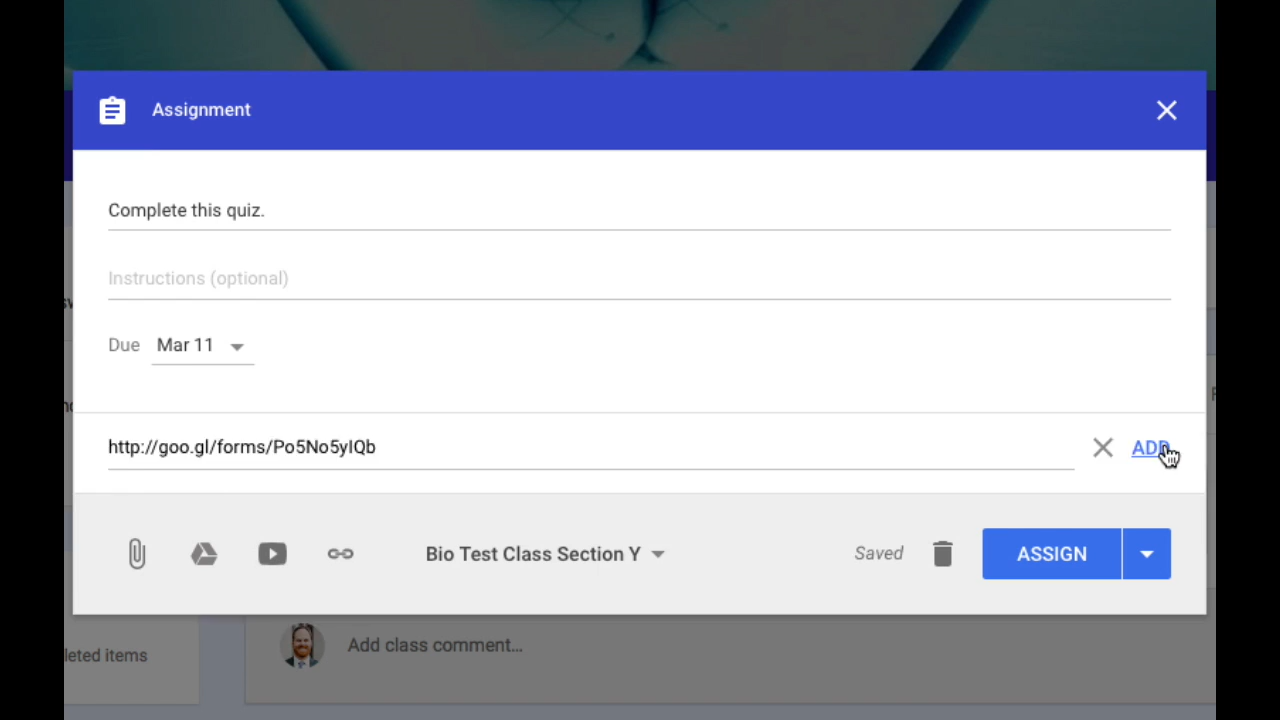 Assignment
Complete this quiz.
Instructions (optional)
Due Mar 11
http://goo.gl/forms/Po5No5yIQb
ADD
Bio Test Class Section Y
Saved
ASSIGN
leted items
Add class comment...